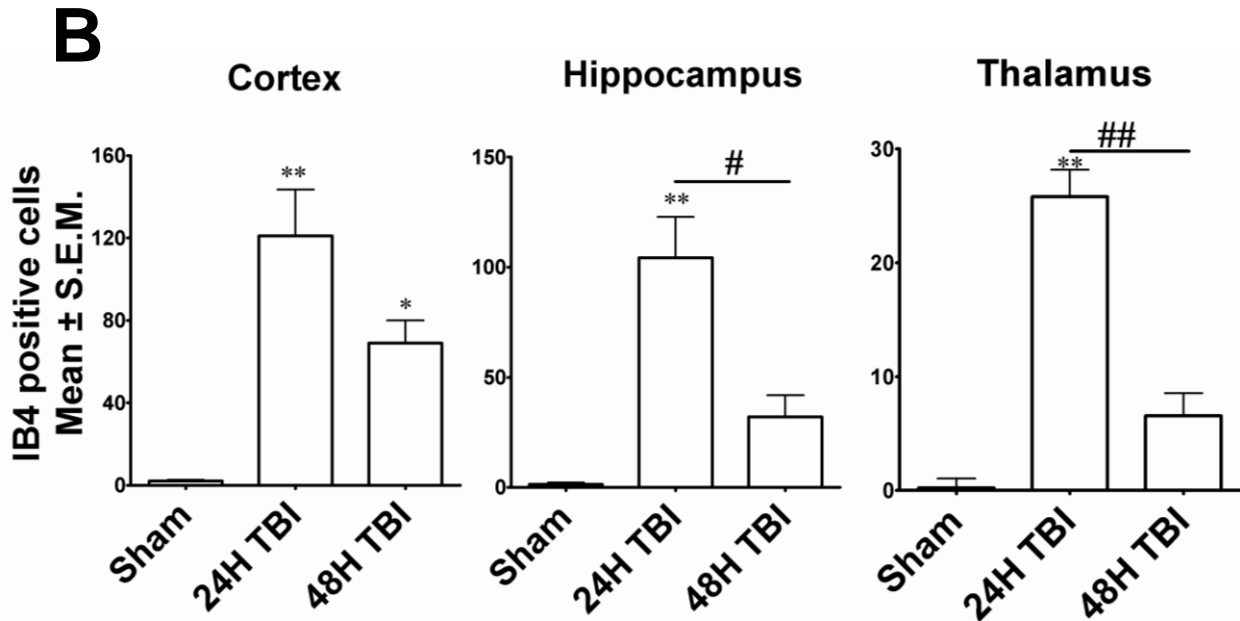 B
Cortex
Hippocampus
Thalamus
IB4 positive cells
Mean ± S.E.M.
160
120
80
40
0
**
*
Sham
24H TBI
48H TBI
150
100
50
0
**
#
Sham
24H TBI
48H TBI
30
20
10
0
**
##
Sham
24H TBI
48H TBI